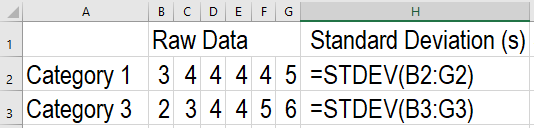 A B C D E F G H
1 Raw Data Standard Deviation (s)
2 Category 1 3 4 4 4 4 5 =STDEV(B2:G2)
3 Category 3 2 3 4 4 5 6 =STDEV(B3:G3)